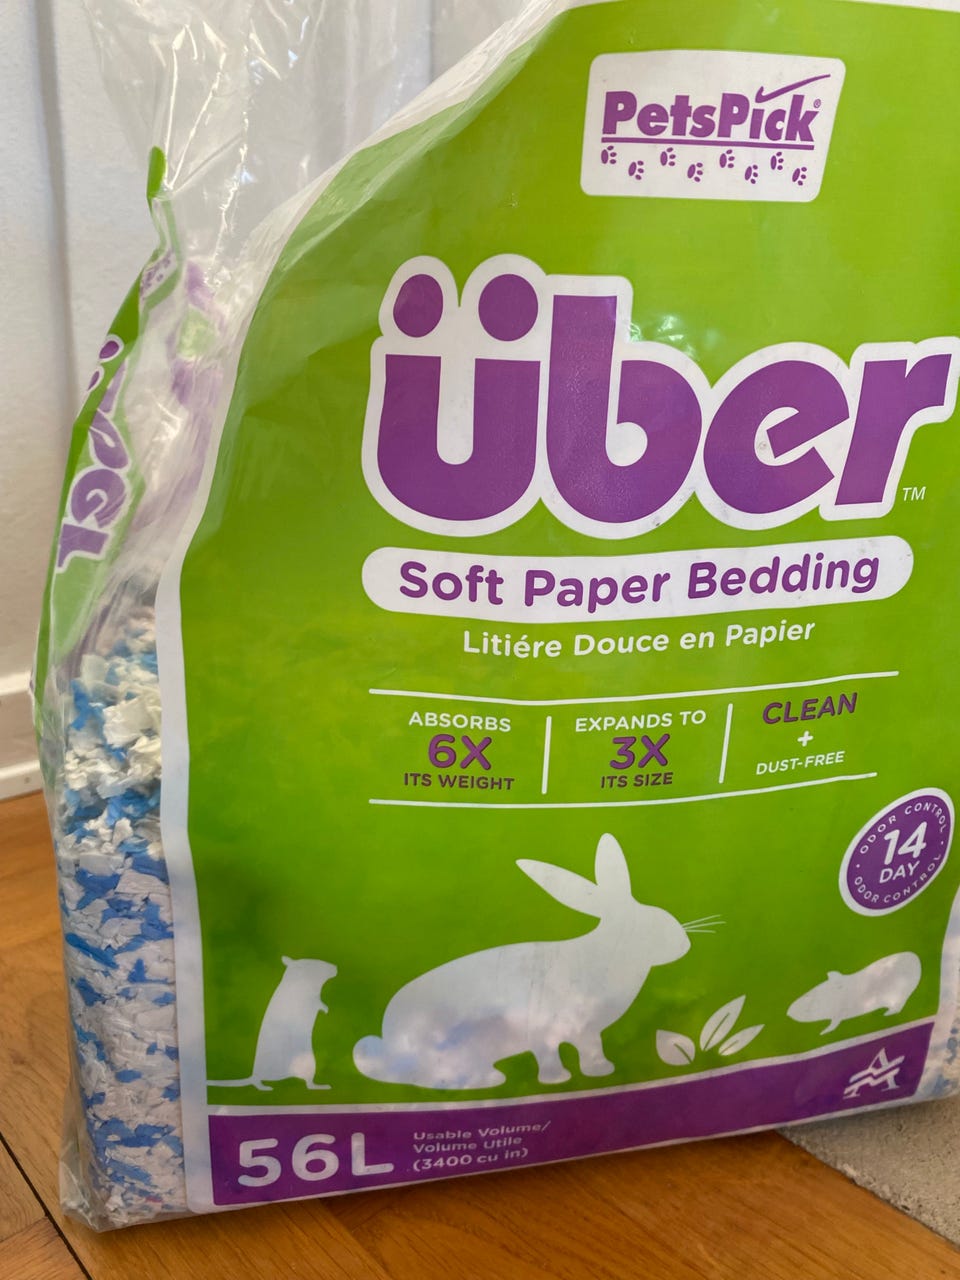 PetsPick®
über™
über
Soft Paper Bedding
Litiére Douce en Papier
ABSORBS
6X
ITS WEIGHT
EXPANDS TO
3X
ITS SIZE
CLEAN
+
DUST-FREE
ODOR CONTROL
14
DAY
ODOR CONTROL
56L
Usable Volume/
Volume Utile
(3400 cu in)